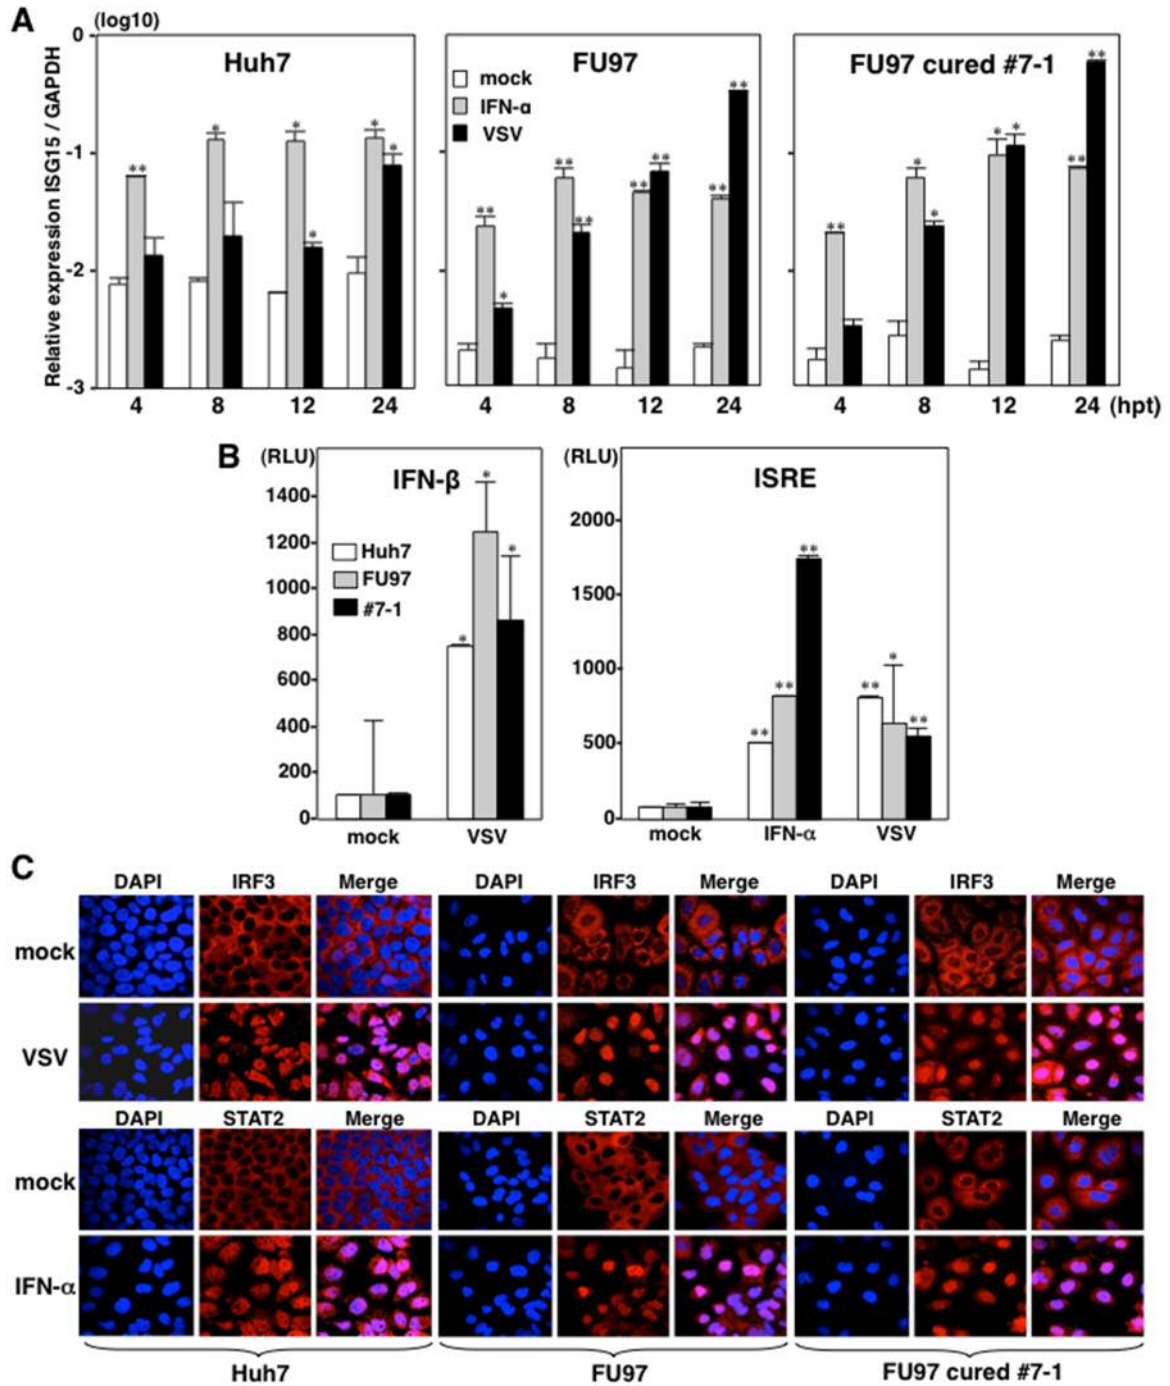 A
(log10)
Relative expression ISG15 / GAPDH
0
-1
-2
-3
Huh7
* *
*
*
*
*
*
4 8 12 24
FU97
mock
IFN-α
VSV
* *
*
* *
* *
* *
* *
* *
* *
4 8 12 24
FU97 cured #7-1
* *
*
*
*
*
* *
* *
4 8 12 24 (hpt)
B
(RLU)
IFN-β
1400
1200
1000
800
600
400
200
0
Huh7
FU97
#7-1
*
*
*
mock VSV
(RLU)
ISRE
2000
1500
1000
500
0
* *
* *
* *
* *
*
* *
mock IFN-α VSV
C
DAPI IRF3 Merge DAPI IRF3 Merge DAPI IRF3 Merge
mock
VSV
DAPI STAT2 Merge DAPI STAT2 Merge DAPI STAT2 Merge
mock
IFN-α
Huh7 FU97 FU97 cured #7-1